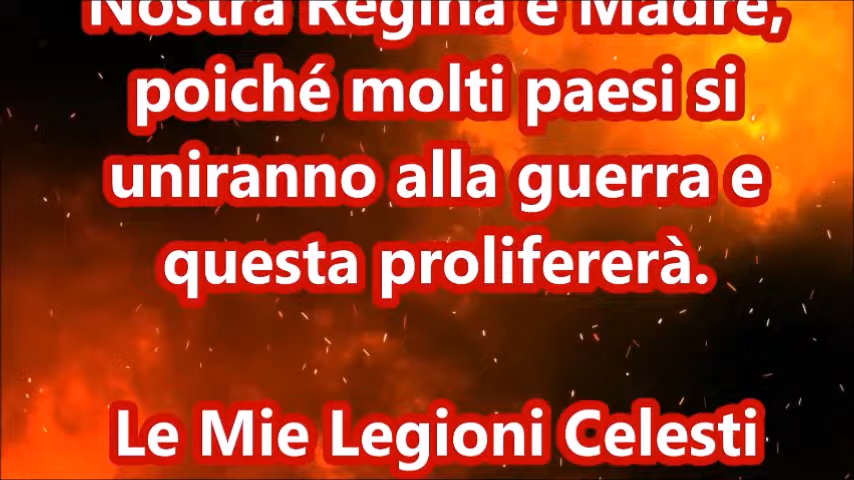 Nostra Regina e Madre,
poiché molti paesi si
uniranno alla guerra e
questa prolifererà.
Le Mie Legioni Celesti